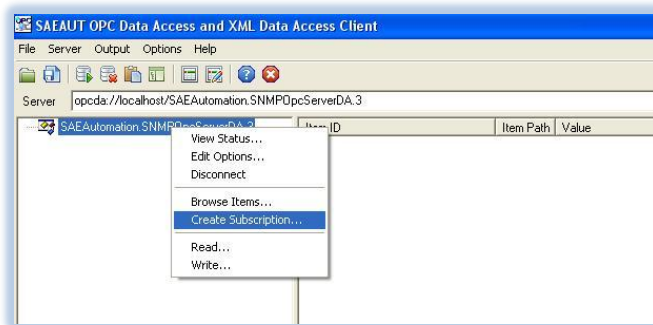 SAEAUT OPC Data Access and XML Data Access Client
File Server Output Options Help
Server opcda://localhost/SAEAutomation.SNMPOpcServerDA.3
SAEAutomation.SNMPOpcServerDA.3
Item ID Item Path Value
View Status...
Edit Options...
Disconnect
Browse Items...
Create Subscription...
Read...
Write...